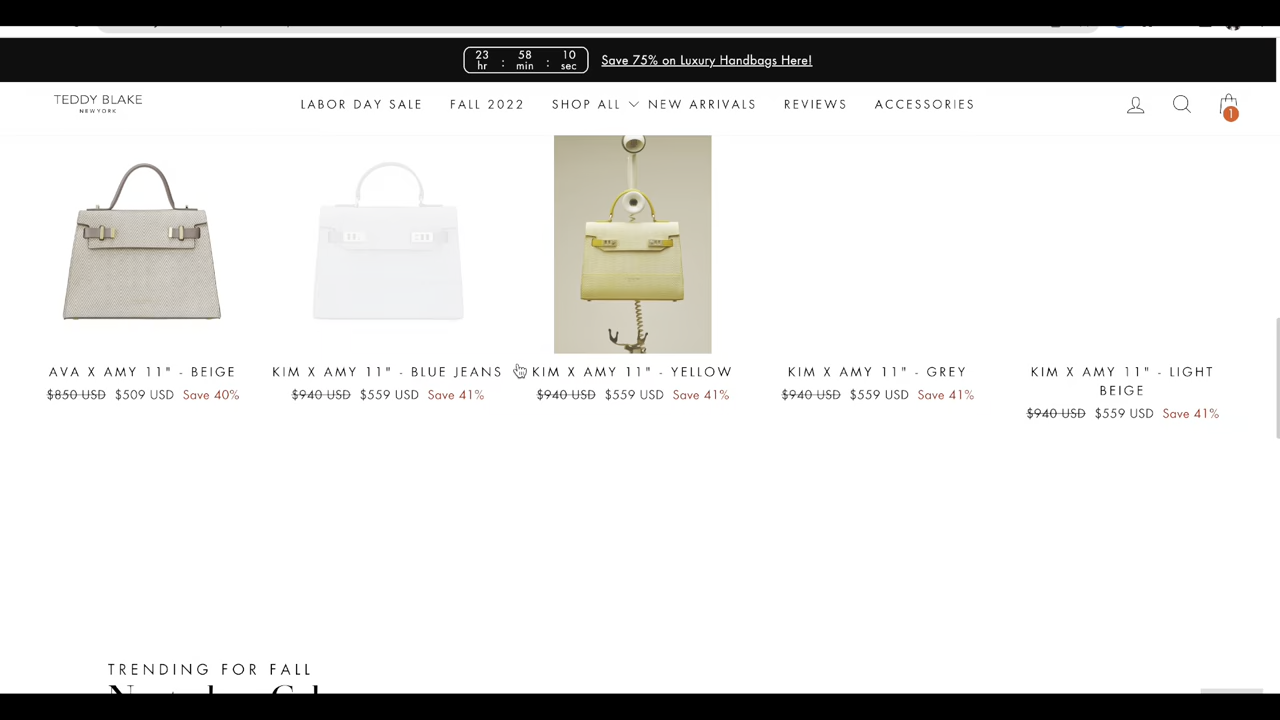 23 : 58 : 10
hr min sec
Save 75% on Luxury Handbags Here!
TEDDY BLAKE
NEW YORK
LABOR DAY SALE FALL 2022 SHOP ALL NEW ARRIVALS REVIEWS ACCESSORIES
1
AVA X AMY 11" - BEIGE
$850 USD $509 USD Save 40%
KIM X AMY 11" - BLUE JEANS
$940 USD $559 USD Save 41%
KIM X AMY 11" - YELLOW
$940 USD $559 USD Save 41%
KIM X AMY 11" - GREY
$940 USD $559 USD Save 41%
KIM X AMY 11" - LIGHT
BEIGE
$940 USD $559 USD Save 41%
TRENDING FOR FALL